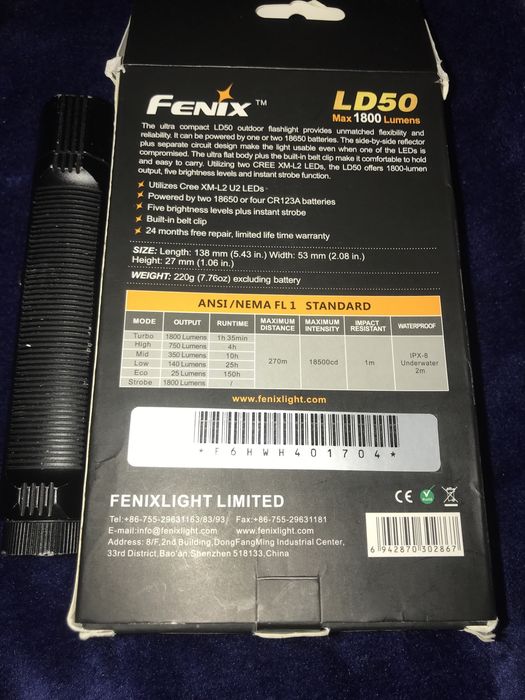 FENIX™
LD50
Max 1800 Lumens
The ultra compact LD50 outdoor flashlight provides unmatched flexibility and
reliability. It can be powered by one or two 18650 batteries. The side-by-side reflector
plus separate circuit design make the light usable even when one of the LEDs is
compromised. The ultra flat body plus the built-in belt clip make it comfortable to hold
and easy to carry. Utilizing two CREE XM-L2 LEDs, the LD50 offers 1800-lumen
output, five brightness levels and instant strobe function.
Utilizes Cree XM-L2 U2 LEDs
Powered by two 18650 or four CR123A batteries
Five brightness levels plus instant strobe
Built-in belt clip
24 months free repair, limited life time warranty
SIZE: Length: 138 mm (5.43 in.) Width: 53 mm (2.08 in.)
Height: 27 mm (1.06 in.)
WEIGHT: 220g (7.76oz) excluding battery
ANSI/NEMA FL 1 STANDARD
MODE OUTPUT RUNTIME MAXIMUM DISTANCE MAXIMUM INTENSITY IMPACT RESISTANT WATERPROOF
Turbo 1800 Lumens 1h 35min
High 750 Lumens 4h
Mid 350 Lumens 10h
Low 140 Lumens 25h
Eco 25 Lumens 150h
Strobe 1800 Lumens /
270m 18500cd 1m IPX-8 Underwater 2m
www.fenixlight.com
*F6HWH401704*
FENIXLIGHT LIMITED
Tel:+86-755-29631163/83/93/ Fax:+86-755-29631181
E-mail:info@fenixlight.com
Address: 8/F,2nd Building,DongFangMing Industrial Center,
33rd District,Bao'an,Shenzhen 518133,China
CE
6 942870 302867